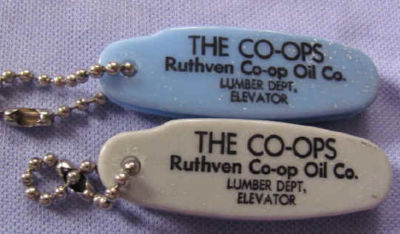 THE CO-OPS
Ruthven Co-op Oil Co.
LUMBER DEPT,
ELEVATOR
THE CO-OPS
Ruthven Co-op Oil Co.
LUMBER DEPT,
ELEVATOR